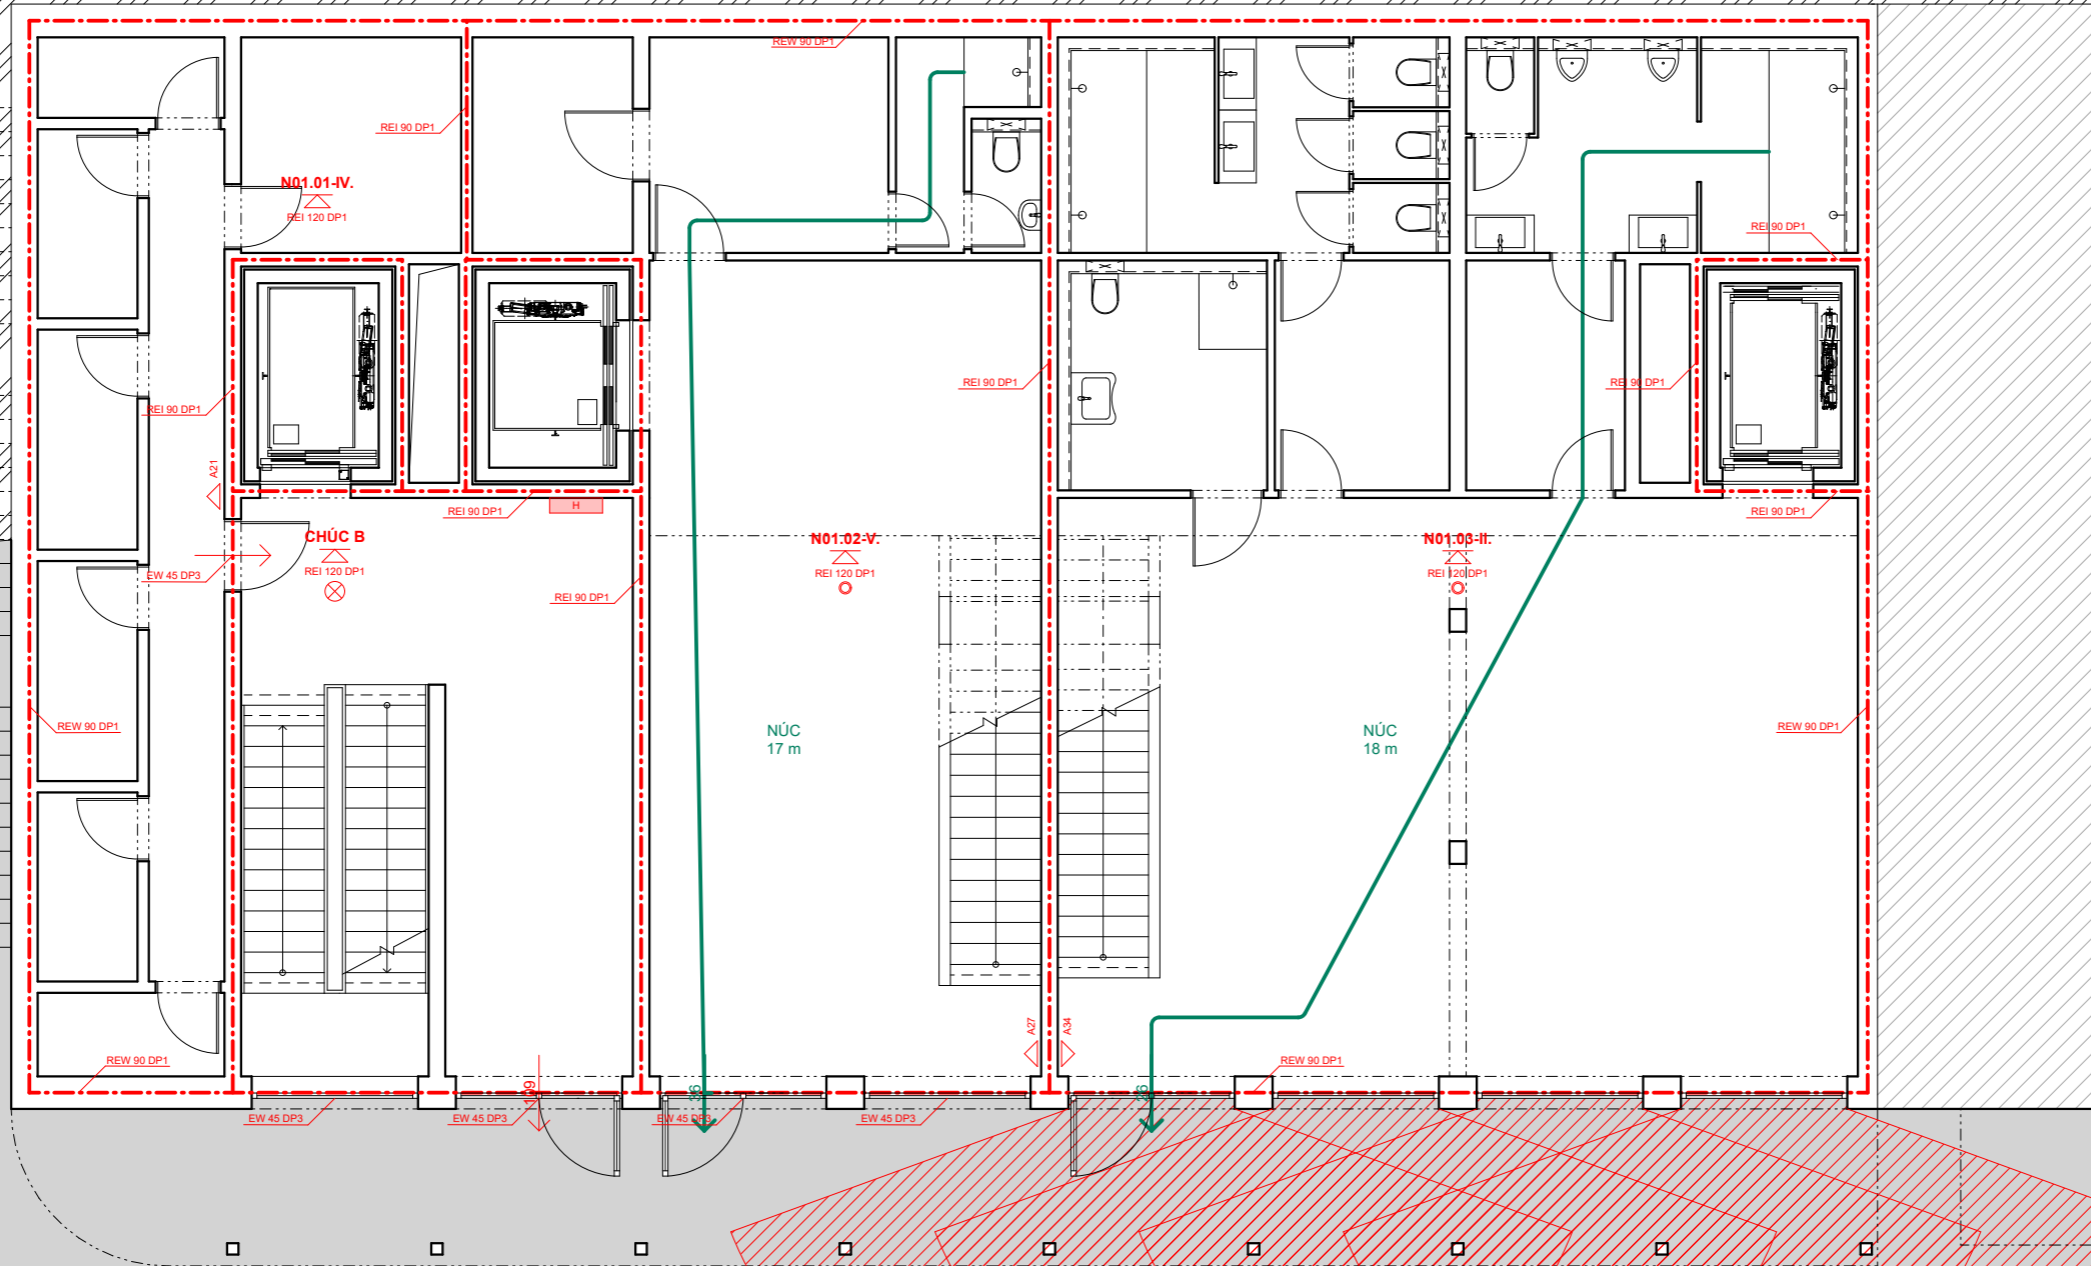 REW 90 DP1
REI 90 DP1
N01.01-IV.
REI 120 DP1
REI 90 DP1
REI 90 DP1
REI 90 DP1
REI 90 DP1
A21
REI 90 DP1
H
REI 90 DP1
CHÚC B
REI 120 DP1
EW 45 DP3
REI 90 DP1
N01.02-V.
REI 120 DP1
N01.03-II.
REI 120 DP1
REW 90 DP1
NÚC
17 m
NÚC
18 m
REW 90 DP1
A27
A34
REW 90 DP1
REW 90 DP1
109
EW 45 DP3
EW 45 DP3
EW 45 DP3
EW 45 DP3